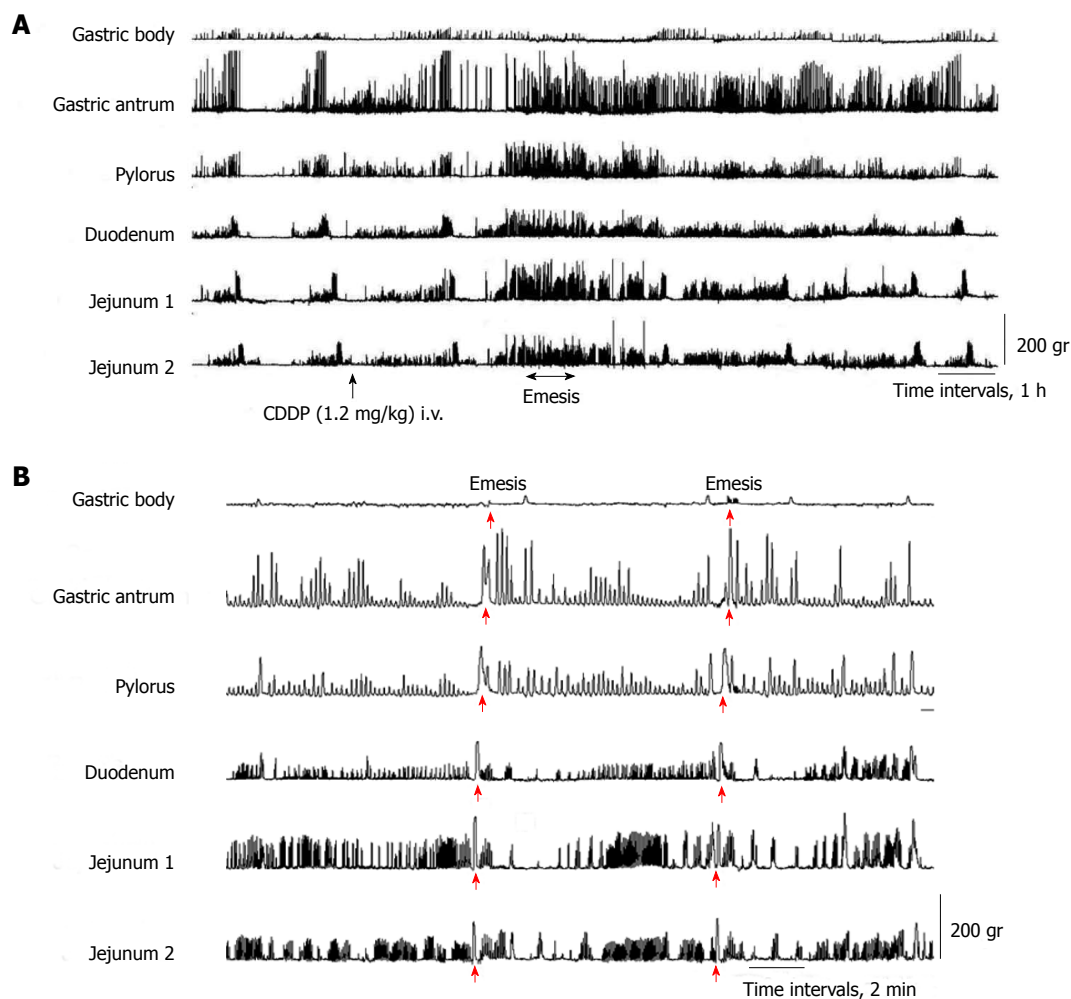 A
Gastric body
Gastric antrum
Pylorus
Duodenum
Jejunum 1
Jejunum 2
200 gr
Time intervals, 1 h
Emesis
CDDP (1.2 mg/kg) i.v.
B
Emesis Emesis
Gastric body
Gastric antrum
Pylorus
Duodenum
Jejunum 1
Jejunum 2
200 gr
Time intervals, 2 min